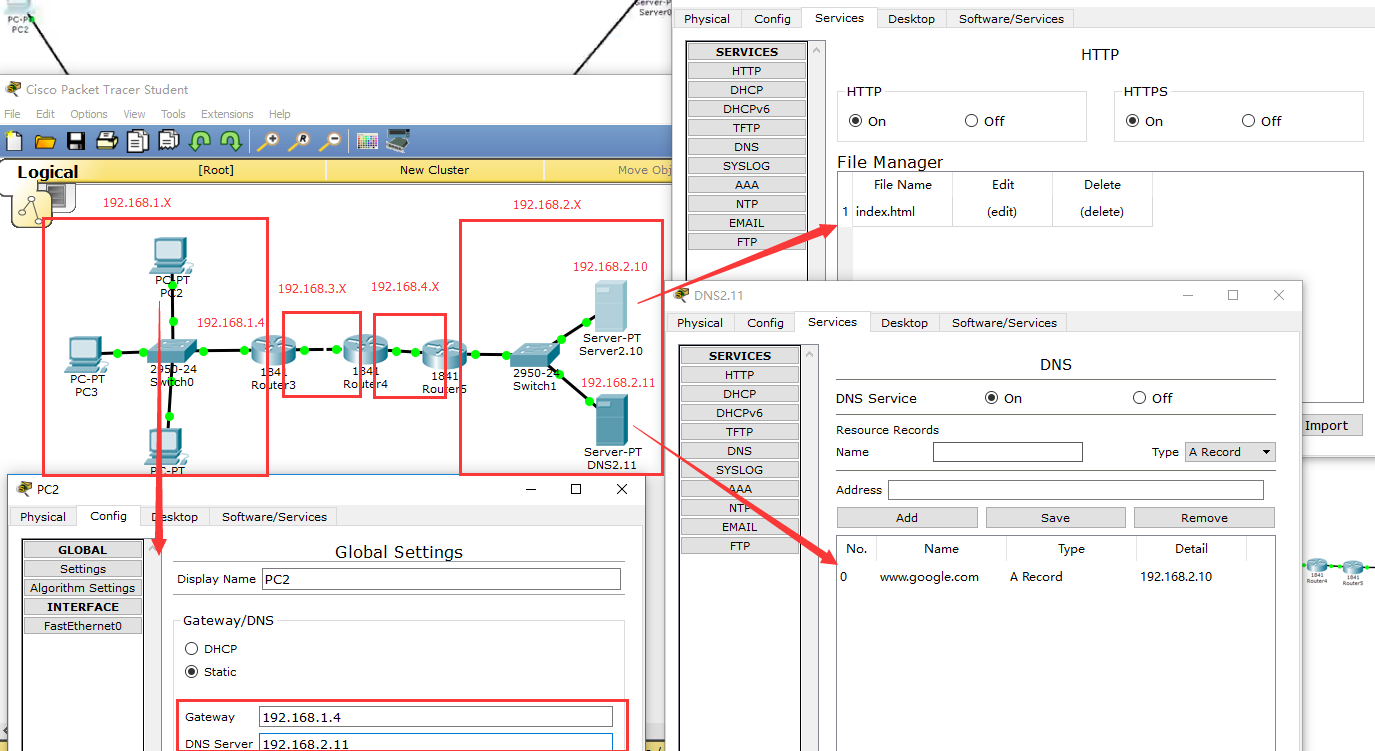 PC-PT
PC2
Server-P
Server0
Cisco Packet Tracer Student
File Edit Options View Tools Extensions Help
Logical [Root] New Cluster Move Obj
192.168.1.X
192.168.2.X
192.168.2.10
192.168.3.X
192.168.4.X
192.168.1.4
192.168.2.11
PC-PT
PC2
PC-PT
PC3
2950-24
Switch0
1841
Router3
1841
Router4
1841
Router5
2950-24
Switch1
Server-PT
Server2.10
Server-PT
DNS2.11
PC-PT
PC2
Physical Config Desktop Software/Services
GLOBAL
Settings
Algorithm Settings
INTERFACE
FastEthernet0
Global Settings
Display Name PC2
Gateway/DNS
DHCP
Static
Gateway 192.168.1.4
DNS Server 192.168.2.11
Physical Config Services Desktop Software/Services
SERVICES
HTTP
DHCP
DHCPv6
TFTP
DNS
SYSLOG
AAA
NTP
EMAIL
FTP
HTTP
HTTP
On Off
HTTPS
On Off
File Manager
File Name Edit Delete
1 index.html (edit) (delete)
Import
DNS2.11
Physical Config Services Desktop Software/Services
SERVICES
HTTP
DHCP
DHCPv6
TFTP
DNS
SYSLOG
AAA
NTP
EMAIL
FTP
DNS
DNS Service On Off
Resource Records
Name Type A Record
Address
Add Save Remove
No. Name Type Detail
0 www.google.com A Record 192.168.2.10
1841
Router4
1841
Router5